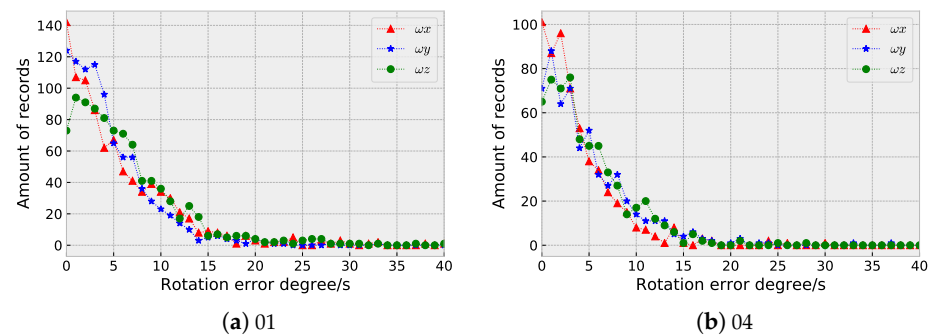 140
120
100
80
60
40
20
0
Amount of records
ωx
ωy
ωz
0 5 10 15 20 25 30 35 40
Rotation error degree/s
(a) 01
100
80
60
40
20
0
Amount of records
ωx
ωy
ωz
0 5 10 15 20 25 30 35 40
Rotation error degree/s
(b) 04